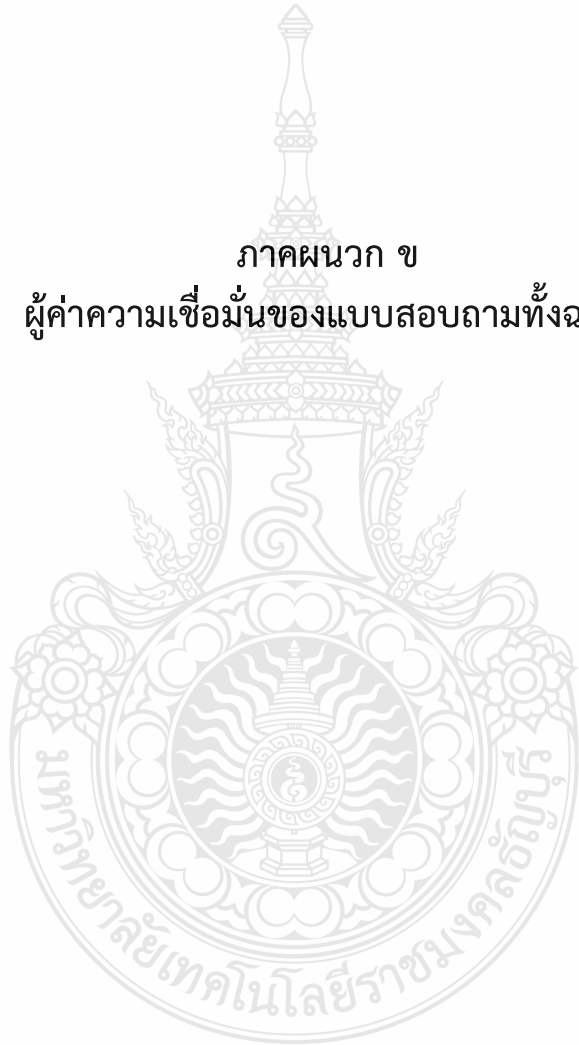 ภาคผนวก ข
ผู้ค่าความเชื่อมั่นของแบบสอบถามทั้งฉ
มหาวิทยาลัยเทคโนโลยีราชมงคลธัญบุรี